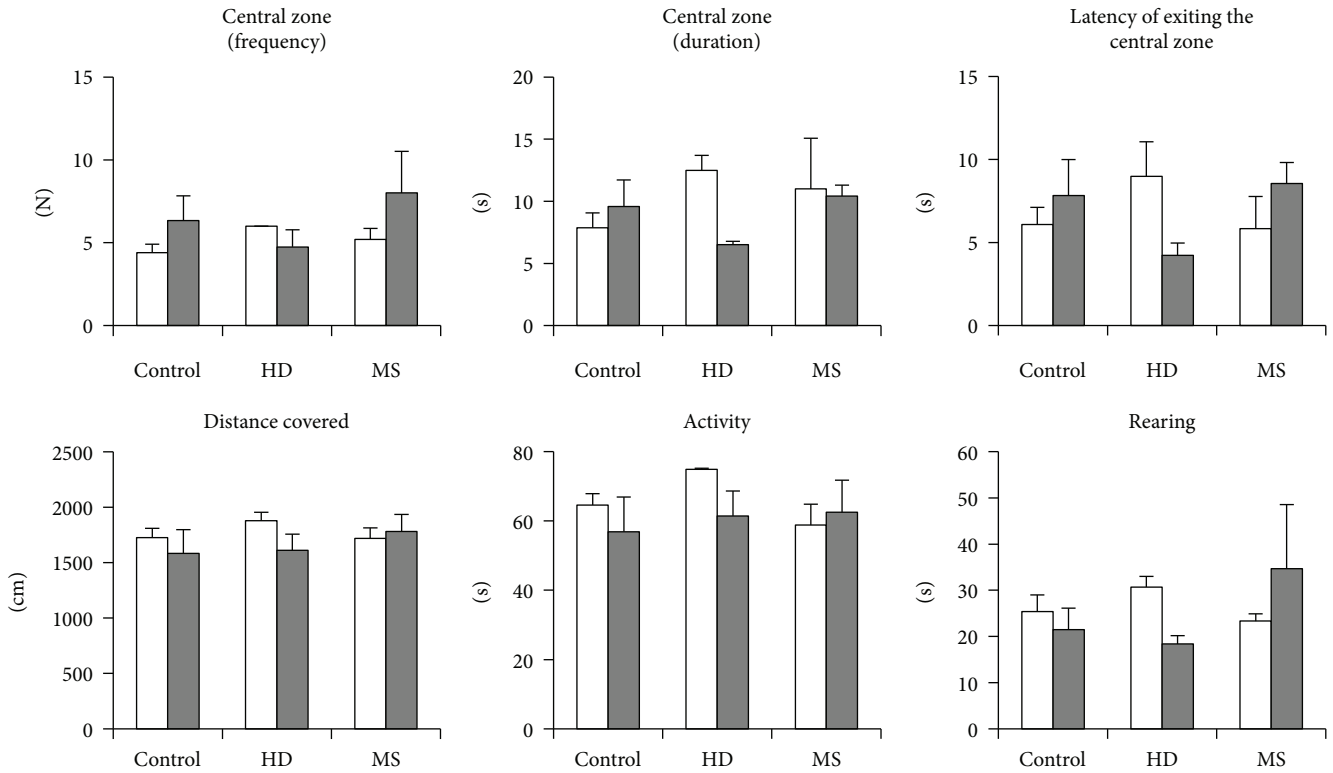 Central zone
(frequency)
15
10
5
0
(N)
Control HD MS
Central zone
(duration)
20
15
10
5
0
(s)
Control HD MS
Latency of exiting the
central zone
15
10
5
0
(s)
Control HD MS
Distance covered
2500
2000
1500
1000
500
0
(cm)
Control HD MS
Activity
80
60
40
20
0
(s)
Control HD MS
Rearing
60
50
40
30
20
10
0
(s)
Control HD MS